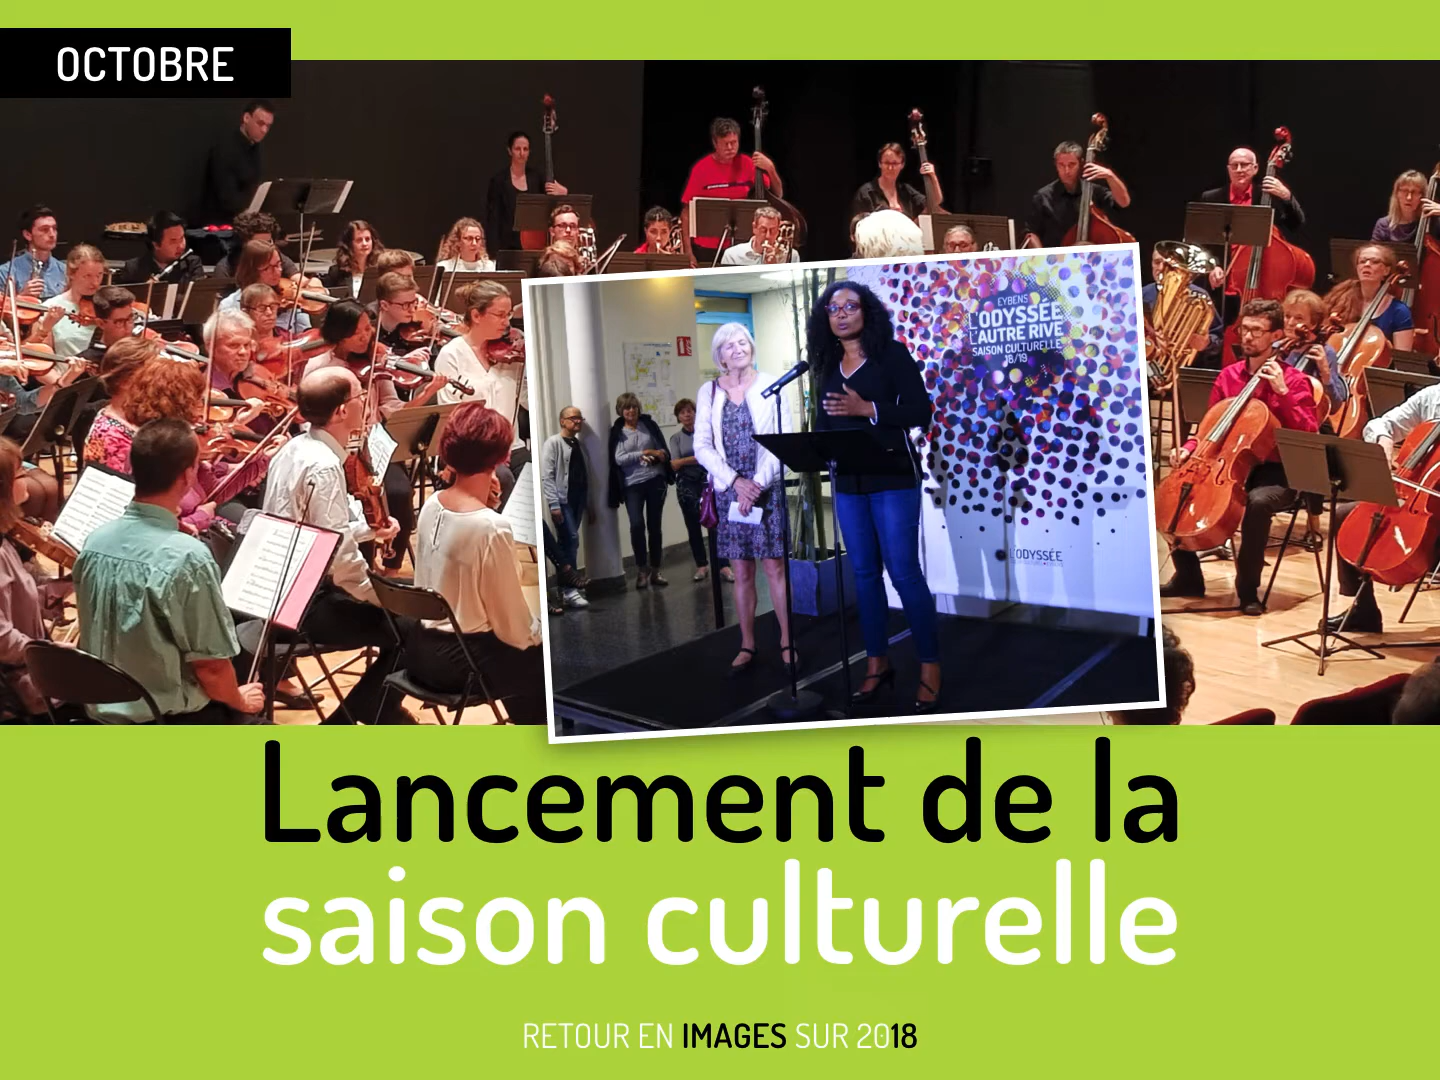 OCTOBRE
EYBENS
L'ODYSSÉE
L'AUTRE RIVE
SAISON CULTURELLE
18/19
L'ODYSSÉE
Lancement de la
saison culturelle
RETOUR EN IMAGES SUR 2018